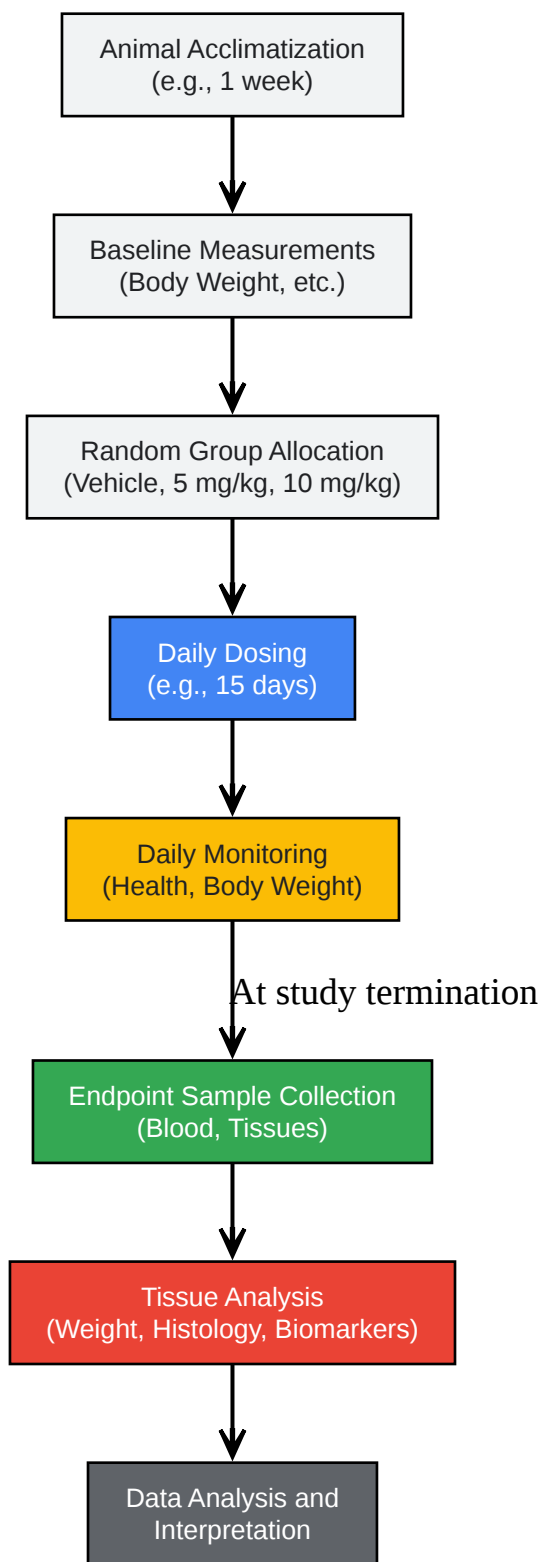 Animal Acclimatization
(e.g., 1 week)
Baseline Measurements
(Body Weight, etc.)
Random Group Allocation
(Vehicle, 5 mg/kg, 10 mg/kg)
Daily Dosing
(e.g., 15 days)
Daily Monitoring
(Health, Body Weight)
At study termination
Endpoint Sample Collection
(Blood, Tissues)
Tissue Analysis
(Weight, Histology, Biomarkers)
Data Analysis and
Interpretation